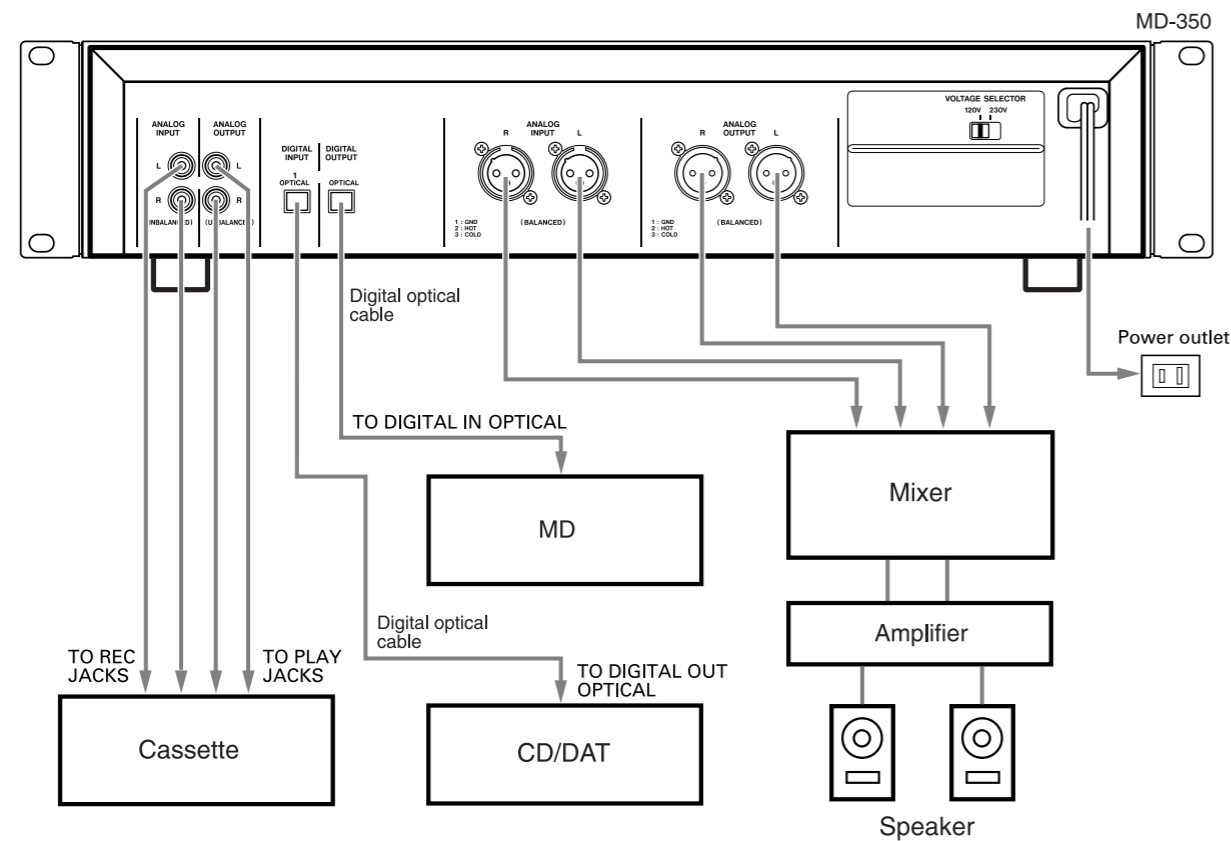 MD-350
VOLTAGE SELECTOR
120V 230V
ANALOG
INPUT
ANALOG
OUTPUT
L
L
R
R
NBALANCED)
(U BALANCE )
DIGITAL
INPUT
DIGITAL
OUTPUT
1
OPTICAL
OPTICAL
ANALOG
R INPUT L
1 : GND
2 : HOT
3 : COLD
(BALANCED)
ANALOG
R OUTPUT L
1 : GND
2 : HOT
3 : COLD
(BALANCED)
Digital optical
cable
Power outlet
TO DIGITAL IN OPTICAL
Mixer
MD
Digital optical
cable
Amplifier
TO REC
JACKS
TO PLAY
JACKS
TO DIGITAL OUT
OPTICAL
Cassette
CD/DAT
Speaker